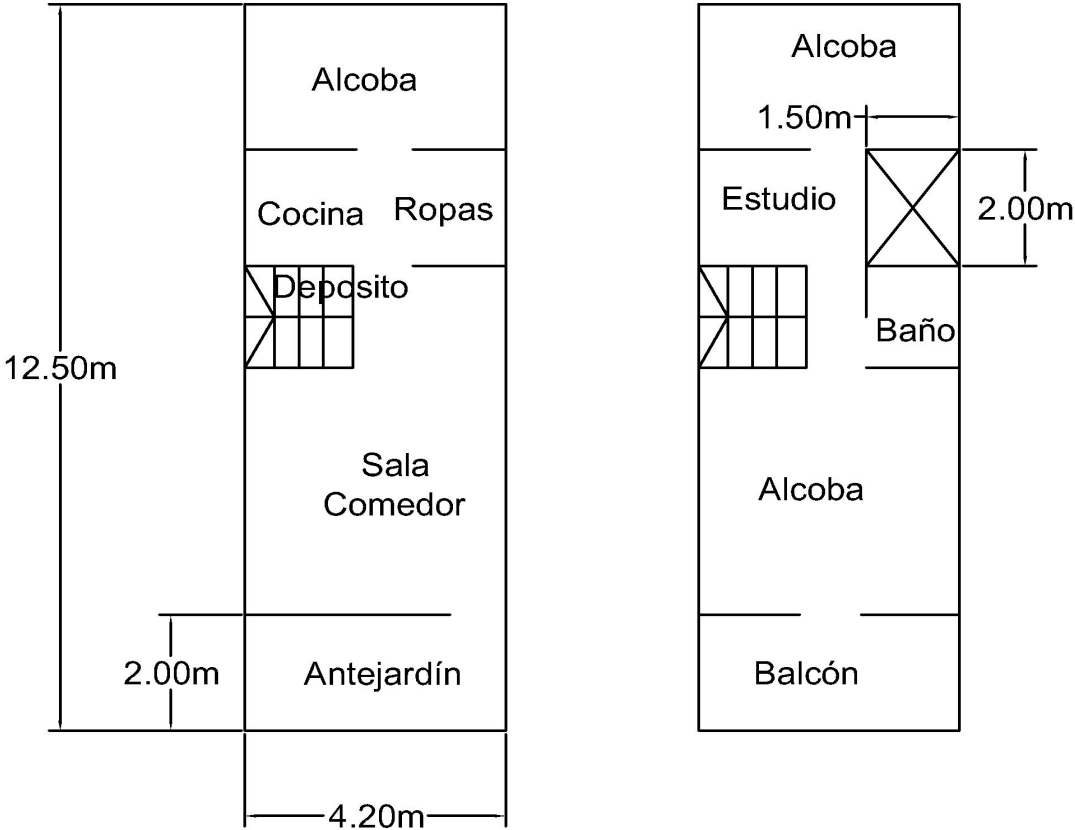 Alcoba
Cocina
Ropas
Deposito
12.50m
Sala
Comedor
2.00m
Antejardín
4.20m
Alcoba
1.50m
Estudio
2.00m
Baño
Alcoba
Balcón